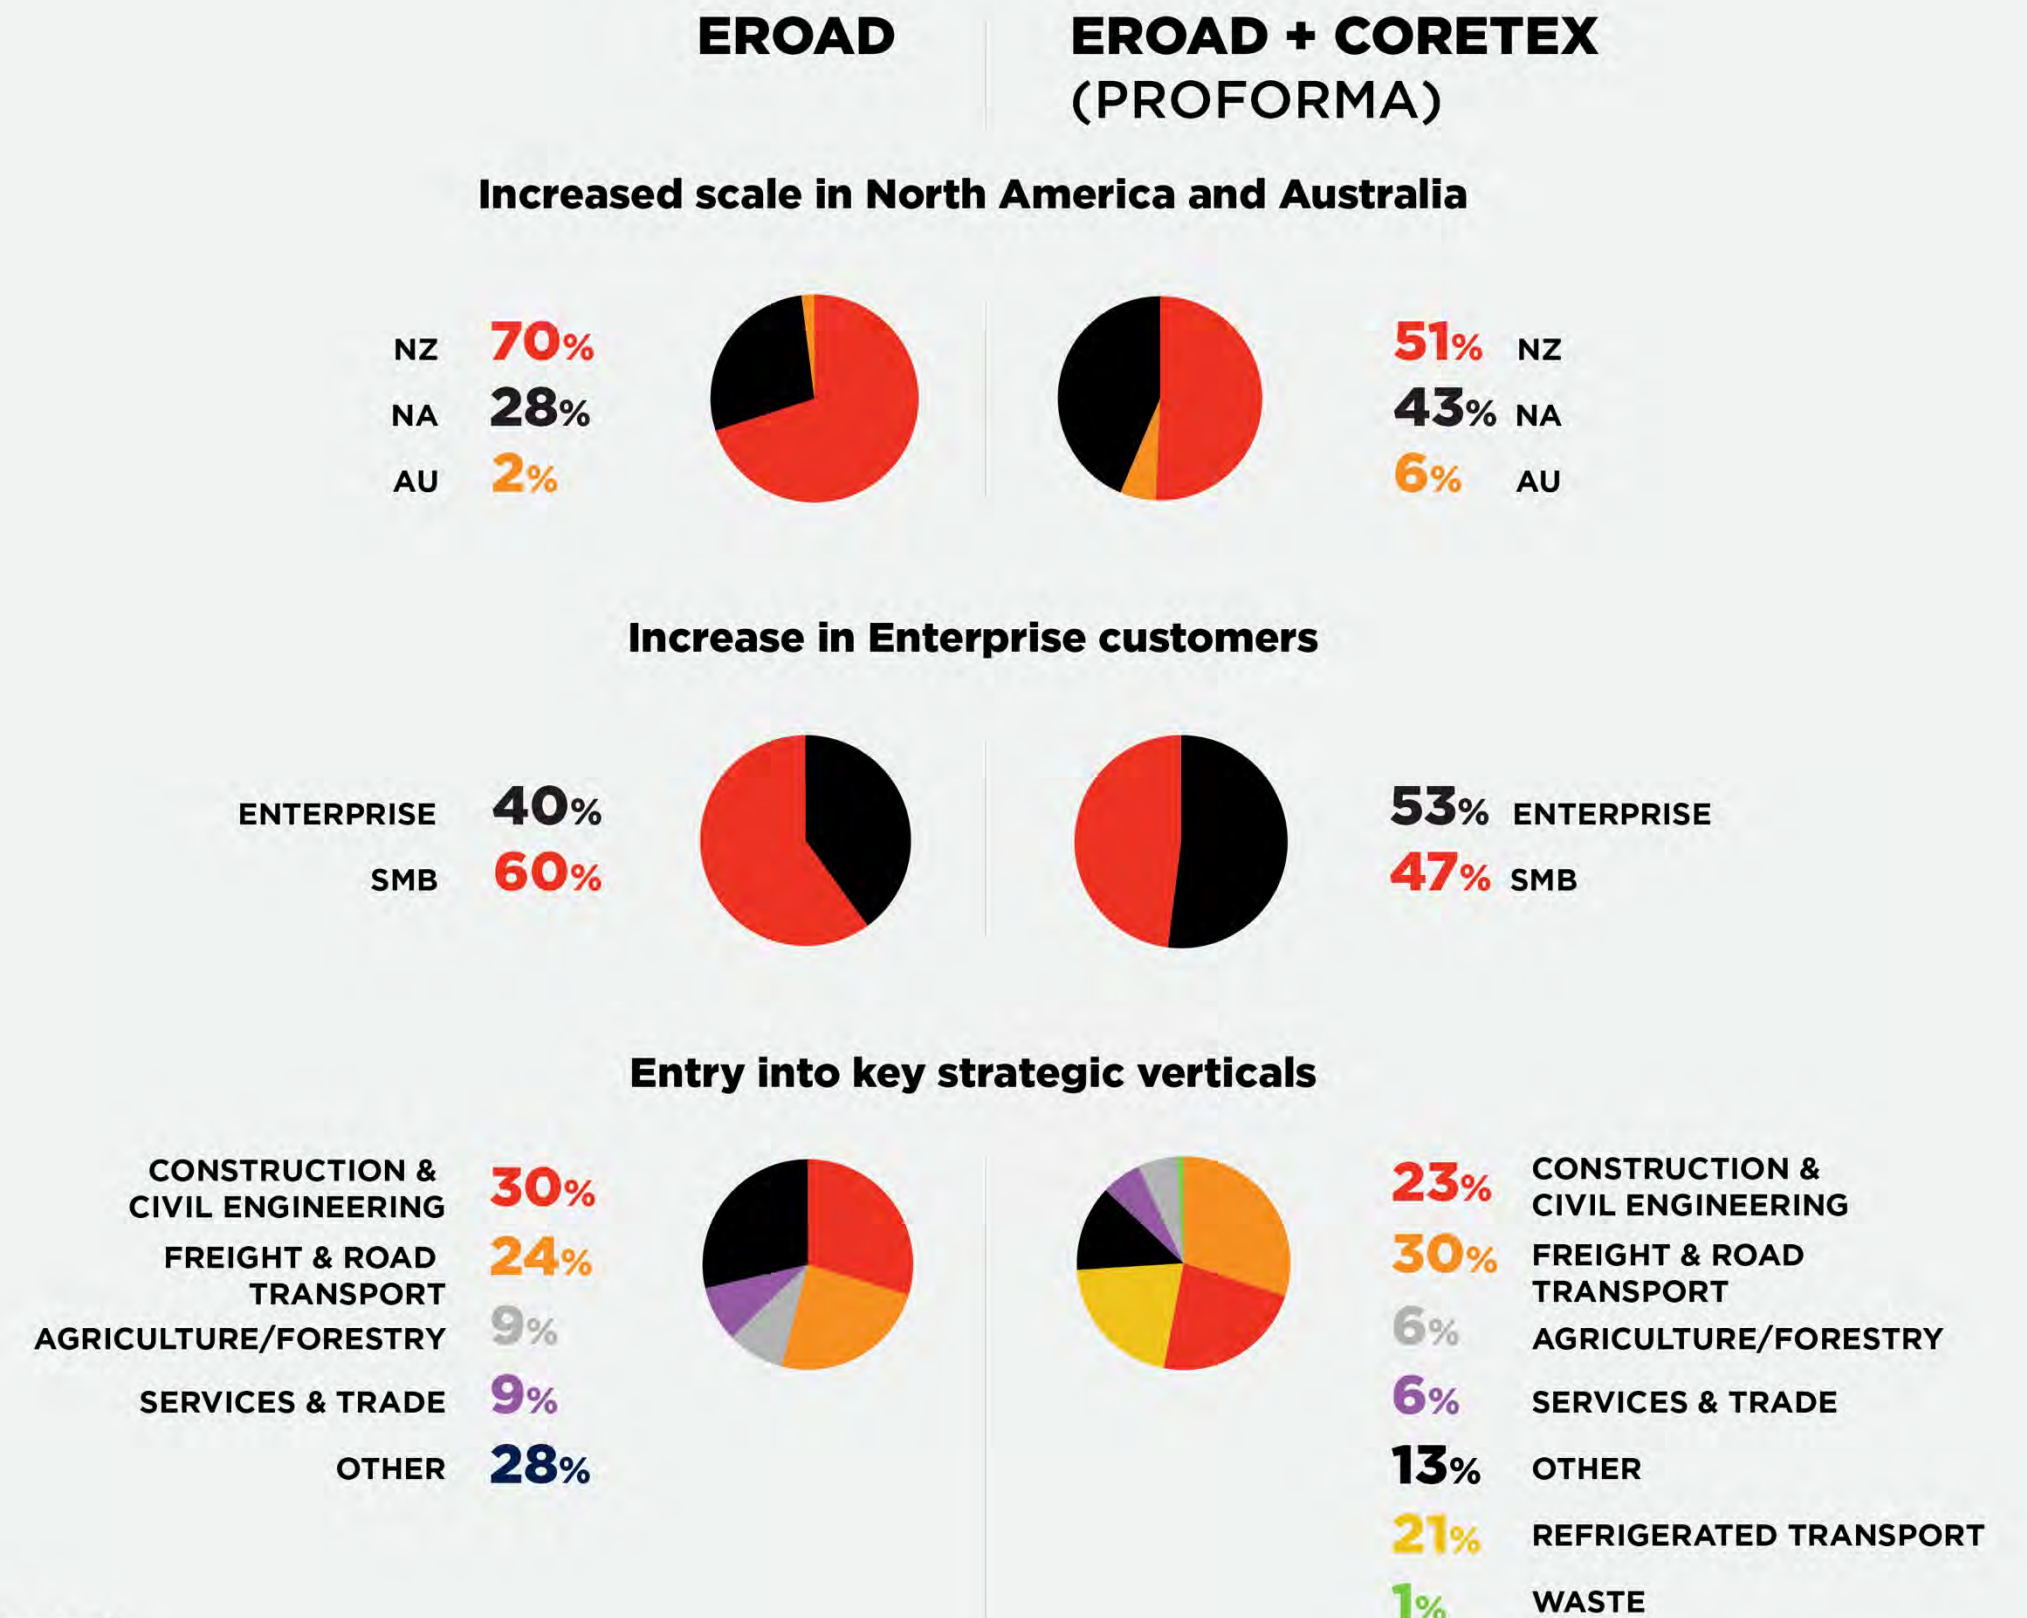 EROAD
EROAD + CORETEX
(PROFORMA)
Increased scale in North America and Australia
NZ 70%
NA 28%
AU 2%
51% NZ
43% NA
6% AU
Increase in Enterprise customers
ENTERPRISE 40%
SMB 60%
53% ENTERPRISE
47% SMB
Entry into key strategic verticals
CONSTRUCTION &
CIVIL ENGINEERING
30%
FREIGHT & ROAD
TRANSPORT
24%
AGRICULTURE/FORESTRY 9%
SERVICES & TRADE 9%
OTHER 28%
23%
CONSTRUCTION &
CIVIL ENGINEERING
30%
FREIGHT & ROAD
TRANSPORT
6% AGRICULTURE/FORESTRY
6% SERVICES & TRADE
13% OTHER
21% REFRIGERATED TRANSPORT
1% WASTE